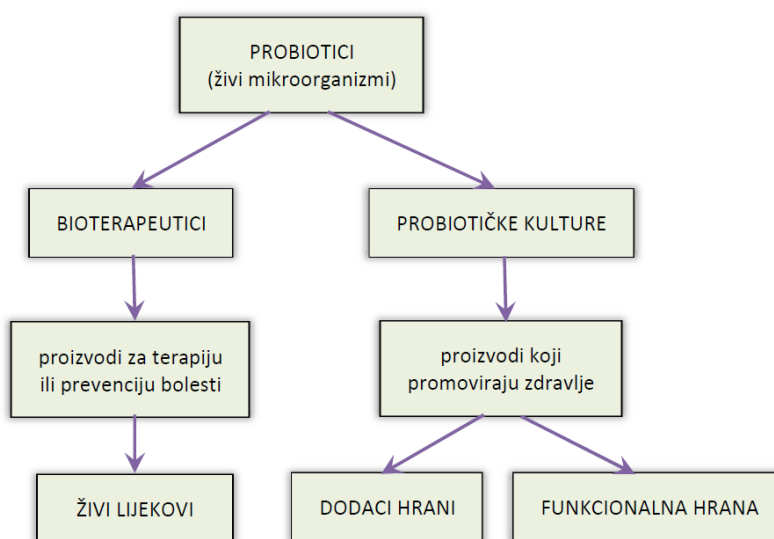 PROBIOTICI
(živi mikroorganizmi)
BIOTERAPEUTICI
PROBIOTIČKE KULTURE
proizvodi za terapiju
ili prevenciju bolesti
proizvodi koji
promoviraju zdravlje
ŽIVI LIJEKOVI
DODACI HRANI
FUNKCIONALNA HRANA